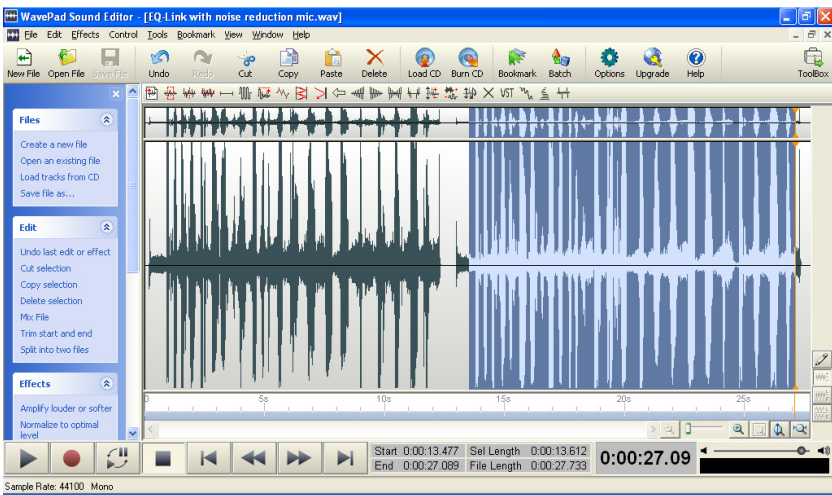 WavePad Sound Editor - [EQ-Link with noise reduction mic.wav]
File Edit Effects Control Tools Bookmark View Window Help
New File Open File Save File Undo Redo Cut Copy Paste Delete Load CD Burn CD Bookmark Batch Options Upgrade Help ToolBox
VST
Files
Create a new file
Open an existing file
Load tracks from CD
Save file as...
Edit
Undo last edit or effect
Cut selection
Copy selection
Delete selection
Mix File
Trim start and end
Split into two files
Effects
Amplify louder or softer
Normalize to optimal
level
0 5s 10s 15s 20s 25s
Start 0:00:13.477 Sel Length 0:00:13.612
End 0:00:27.089 File Length 0:00:27.733
0:00:27.09
Sample Rate: 44100 Mono